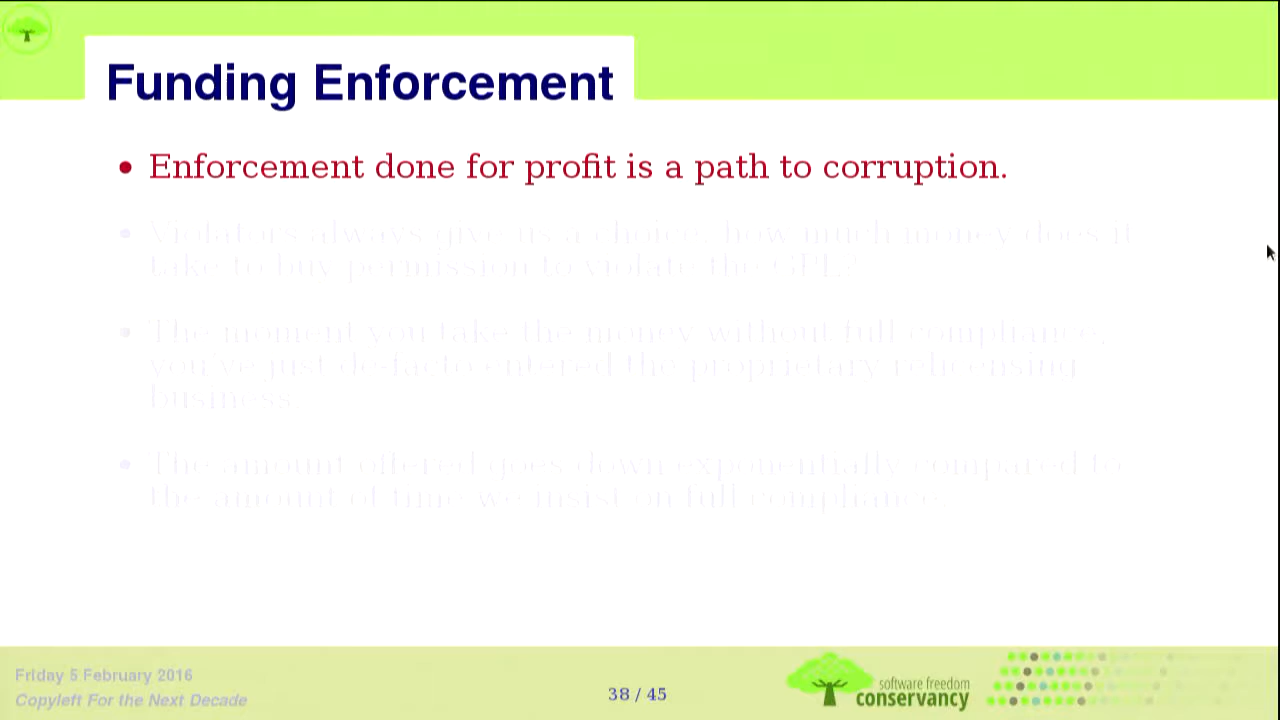 Funding Enforcement
• Enforcement done for profit is a path to corruption.
• Violators always give us a choice: how much money does it
take to buy permission to violate the GPL?
• The moment you take the money without full compliance,
you've just de-facto entered the proprietary relicensing
business.
• The amount offered goes down exponentially compared to
the amount of time we insist on full compliance.
Friday 5 February 2016
Copyleft For the Next Decade
38 / 45
software freedom
conservancy